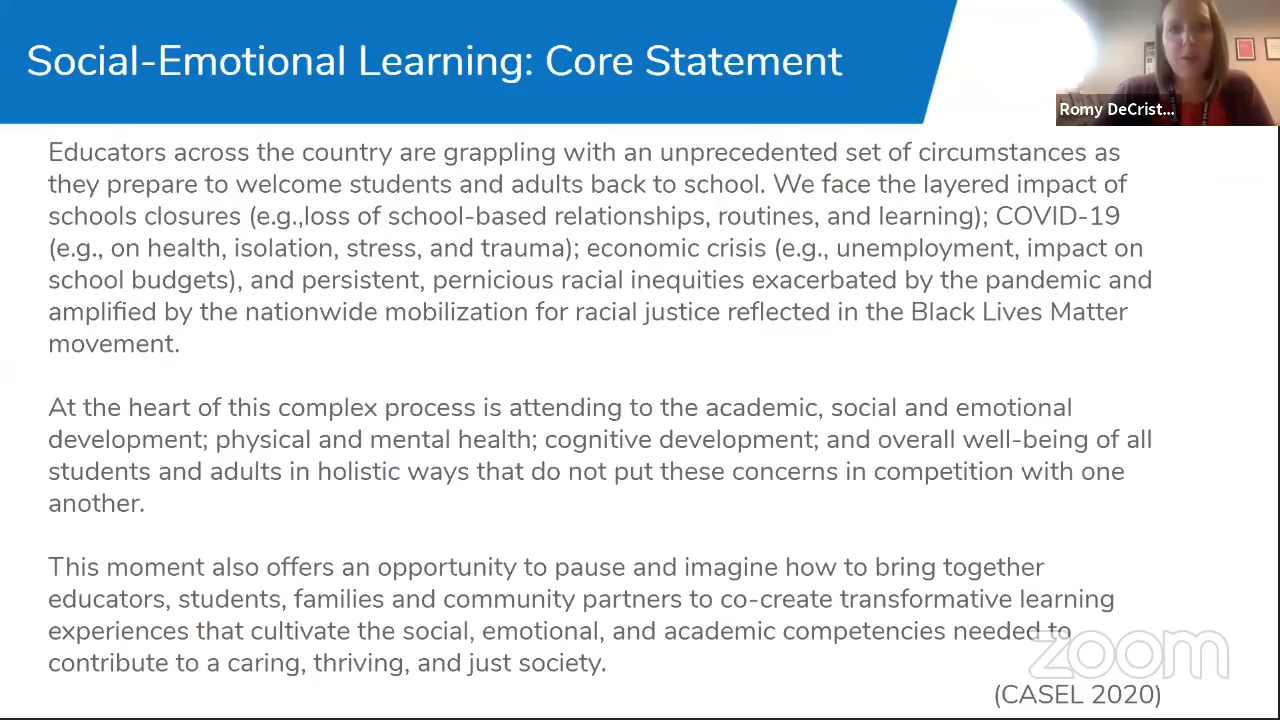 Social-Emotional Learning: Core Statement
Romy DeCrist...
Educators across the country are grappling with an unprecedented set of circumstances as
they prepare to welcome students and adults back to school. We face the layered impact of
schools closures (e.g.,loss of school-based relationships, routines, and learning); COVID-19
(e.g., on health, isolation, stress, and trauma); economic crisis (e.g., unemployment, impact on
school budgets), and persistent, pernicious racial inequities exacerbated by the pandemic and
amplified by the nationwide mobilization for racial justice reflected in the Black Lives Matter
movement.
At the heart of this complex process is attending to the academic, social and emotional
development; physical and mental health; cognitive development; and overall well-being of all
students and adults in holistic ways that do not put these concerns in competition with one
another.
This moment also offers an opportunity to pause and imagine how to bring together
educators, students, families and community partners to co-create transformative learning
experiences that cultivate the social, emotional, and academic competencies needed to
contribute to a caring, thriving, and just society.
zoom
(CASEL 2020)